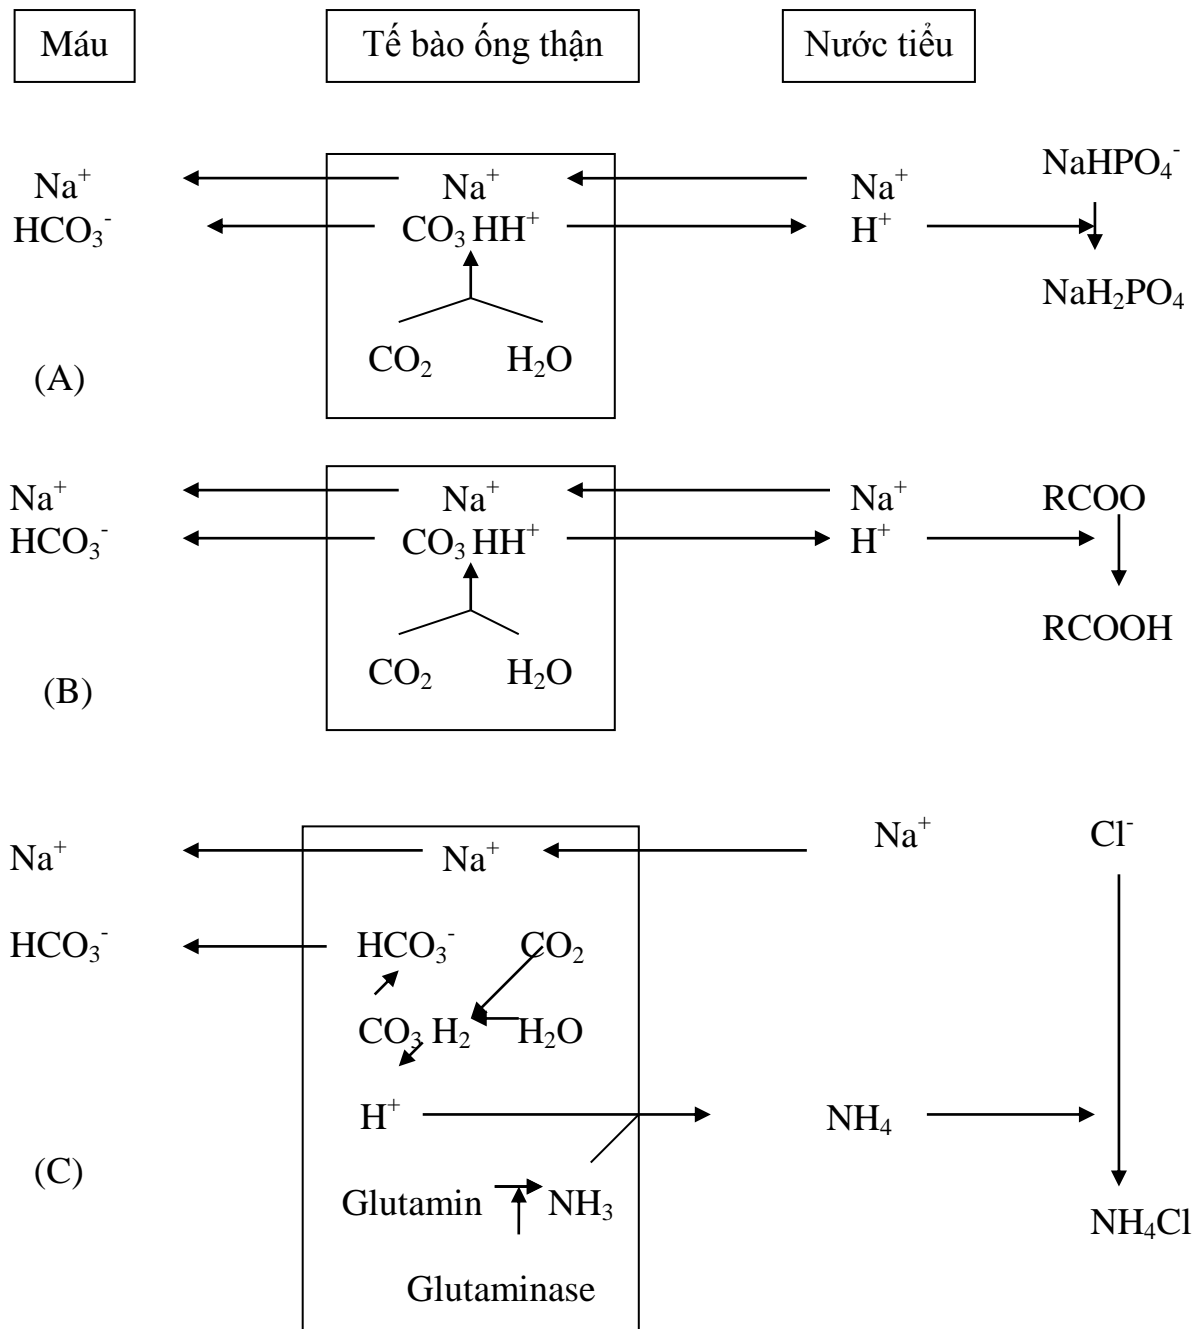 Máu Tế bào ống thận Nước tiểu
NaHPO₄⁻
Na⁺ Na⁺ Na⁺
HCO₃⁻ CO₃ HH⁺ H⁺
NaH₂PO₄
CO₂ H₂O
(A)
Na⁺ Na⁺ Na⁺ RCOO
HCO₃⁻ CO₃ HH⁺ H⁺
RCOOH
CO₂ H₂O
(B)
Na⁺ Cl⁻
Na⁺ Na⁺
HCO₃⁻ HCO₃⁻ CO₂
CO₃ H₂ H₂O
H⁺ NH₄
(C)
Glutamin NH₃
NH₄Cl
Glutaminase